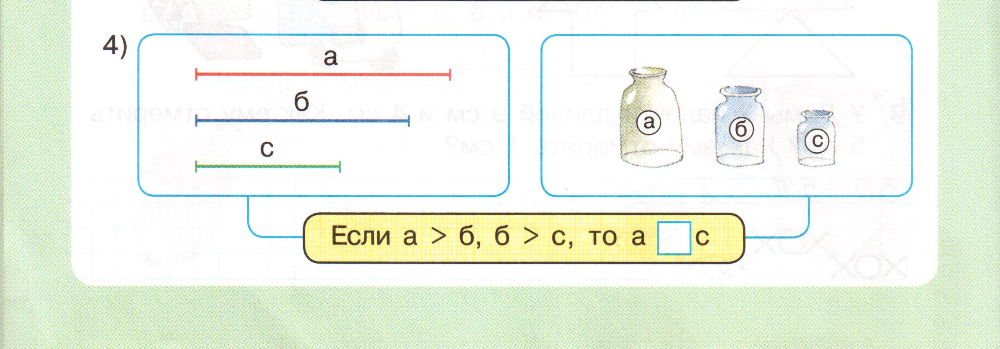 4)
а
б
с
а
б
с
Если а > б, б > с, то а с